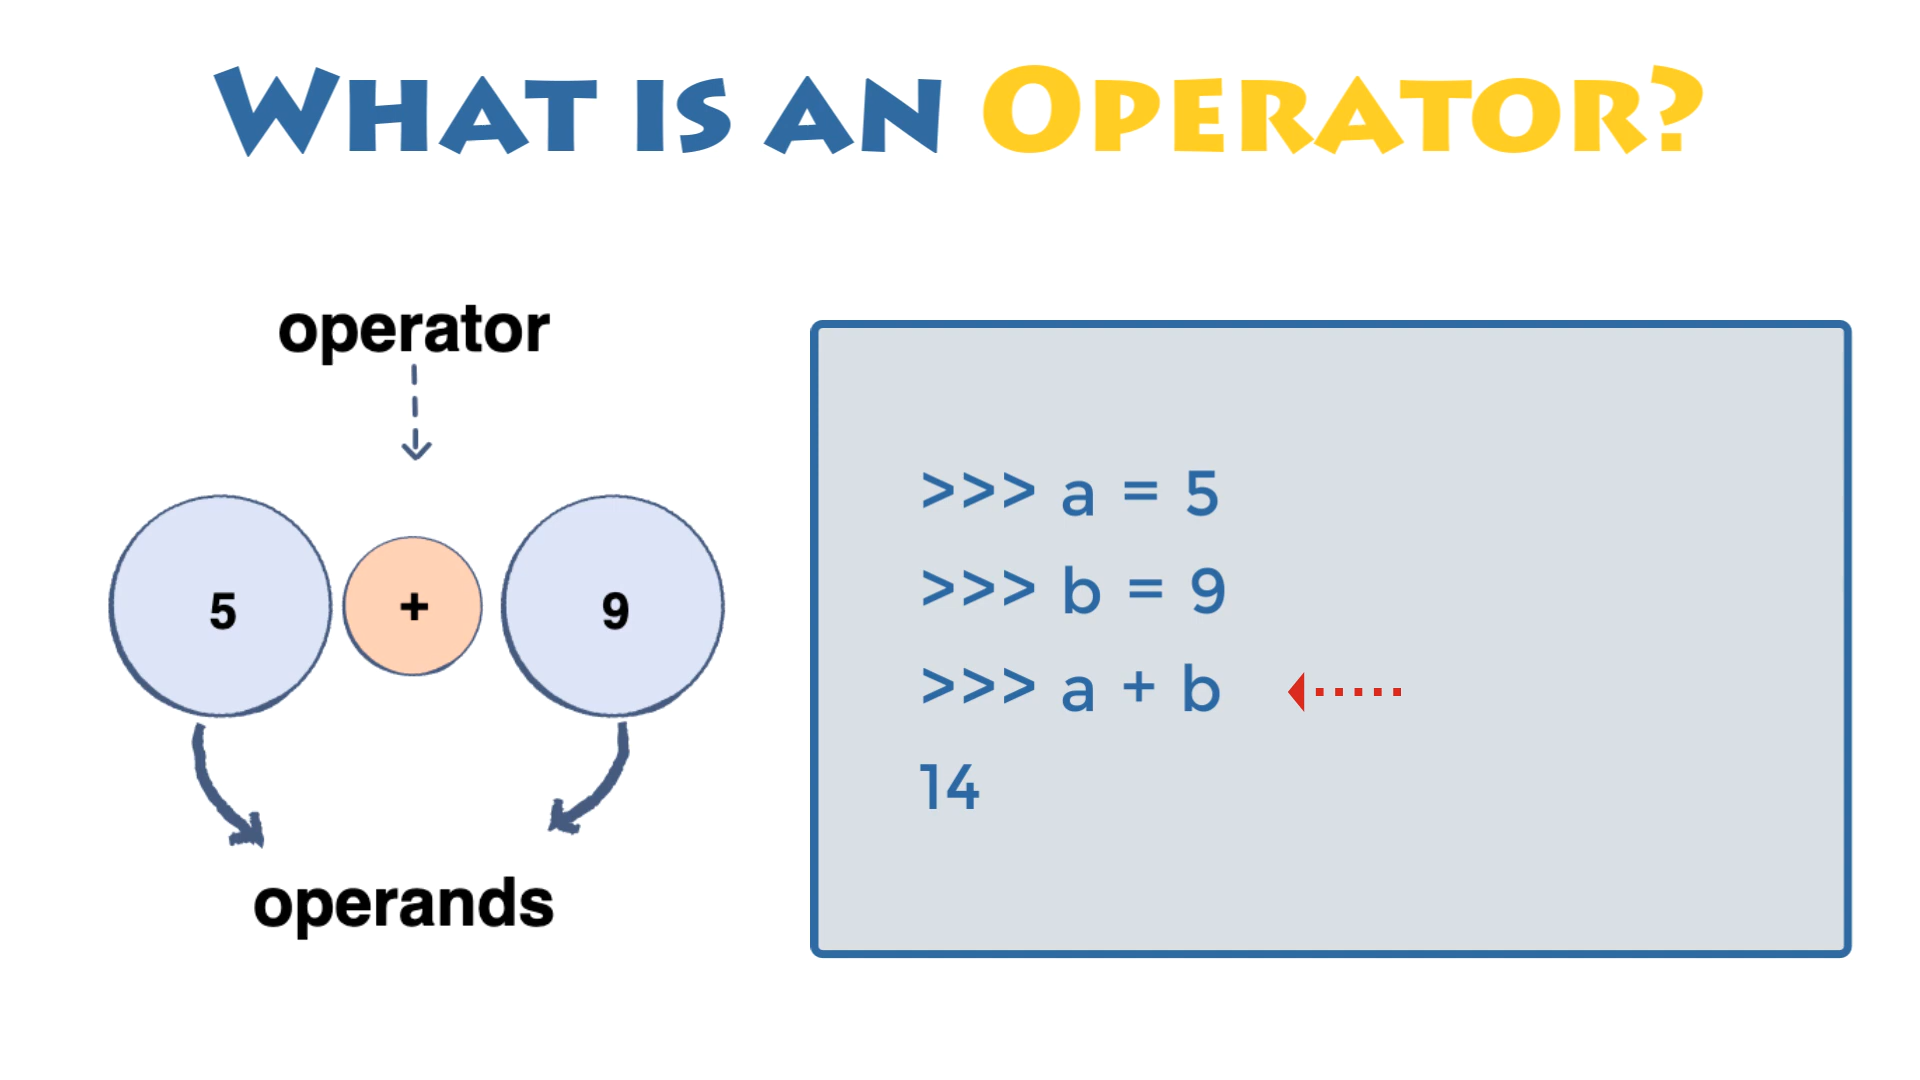 WHAT IS AN OPERATOR?
operator
5 + 9
operands
>>> a = 5
>>> b = 9
>>> a + b
14